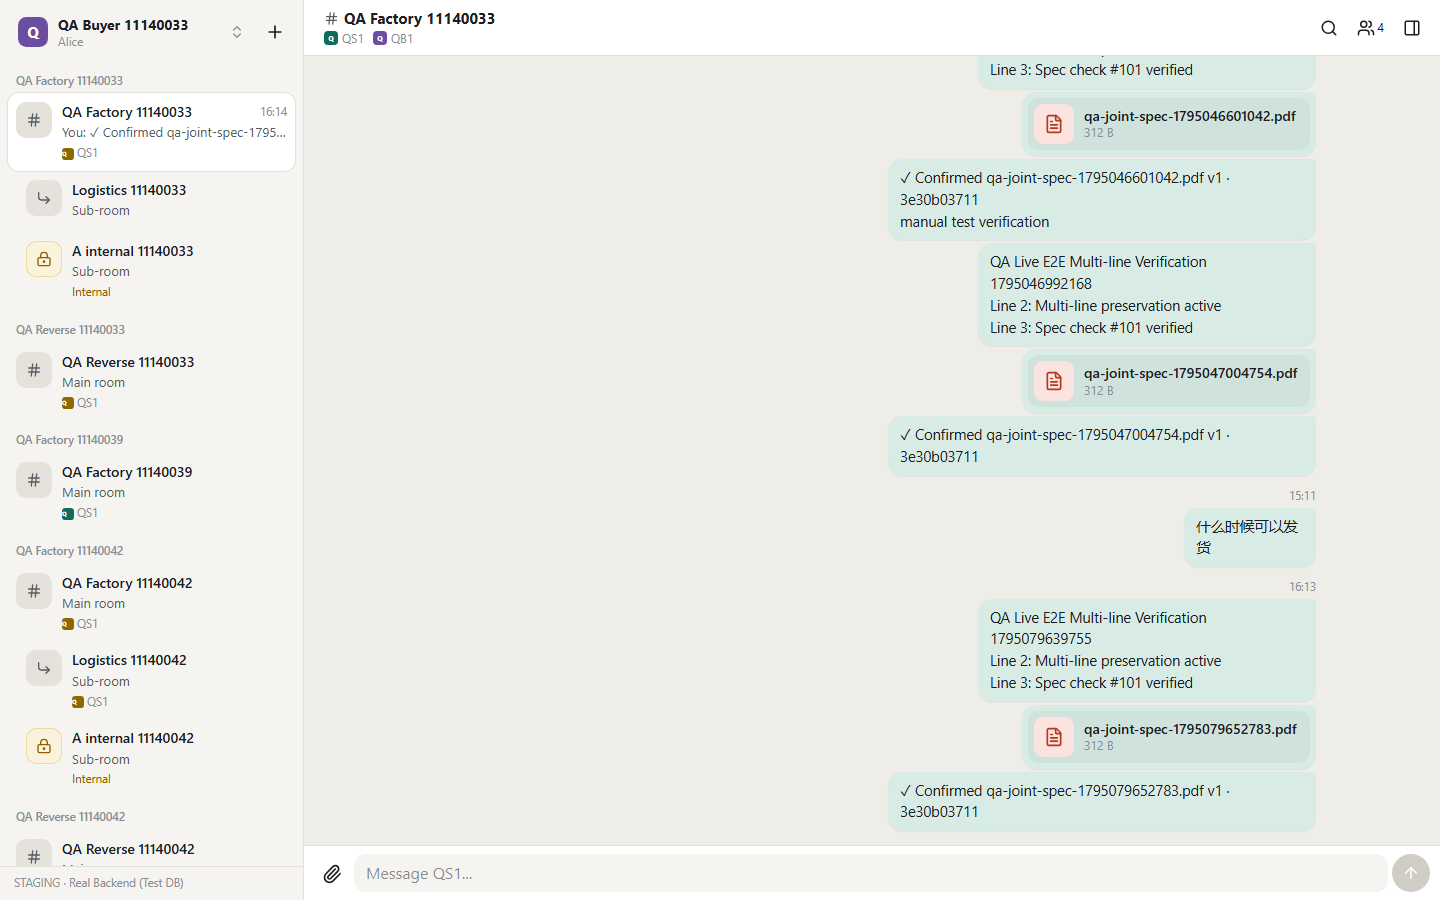 Q
QA Buyer 11140033
Alice
QA Factory 11140033
QA Factory 11140033
16:14
You: ✓ Confirmed qa-joint-spec-1795...
QS1
Logistics 11140033
Sub-room
A internal 11140033
Sub-room
Internal
QA Reverse 11140033
QA Reverse 11140033
Main room
QS1
QA Factory 11140039
QA Factory 11140039
Main room
QS1
QA Factory 11140042
QA Factory 11140042
Main room
QS1
Logistics 11140042
Sub-room
QS1
A internal 11140042
Sub-room
Internal
QA Reverse 11140042
QA Reverse 11140042
STAGING · Real Backend (Test DB)
# QA Factory 11140033
Q QS1 Q QB1
4
Line 3: Spec check #101 verified
qa-joint-spec-1795046601042.pdf
312 B
✓ Confirmed qa-joint-spec-1795046601042.pdf v1 ·
3e30b03711
manual test verification
QA Live E2E Multi-line Verification
1795046992168
Line 2: Multi-line preservation active
Line 3: Spec check #101 verified
qa-joint-spec-1795047004754.pdf
312 B
✓ Confirmed qa-joint-spec-1795047004754.pdf v1 ·
3e30b03711
15:11
什么时候可以发
货
16:13
QA Live E2E Multi-line Verification
1795079639755
Line 2: Multi-line preservation active
Line 3: Spec check #101 verified
qa-joint-spec-1795079652783.pdf
312 B
✓ Confirmed qa-joint-spec-1795079652783.pdf v1 ·
3e30b03711
Message QS1...